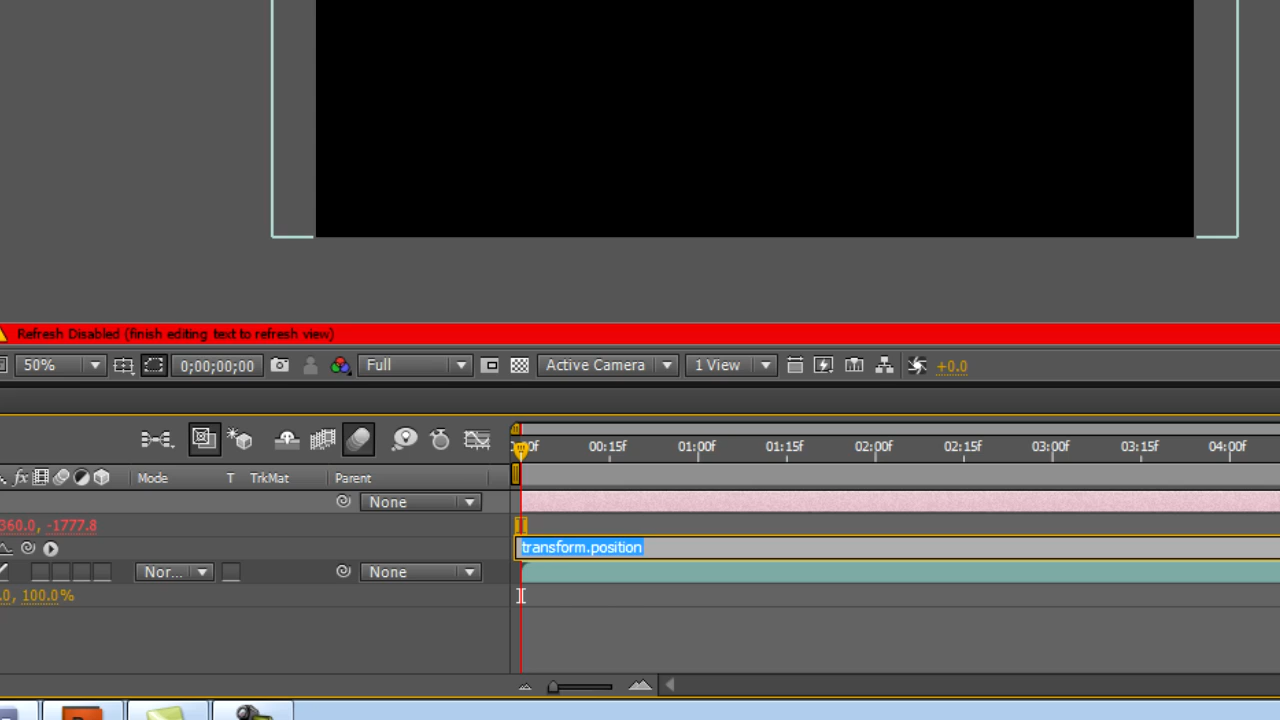 Refresh Disabled (finish editing text to refresh view)
50% 0;00;00;00 Full Active Camera 1 View +0.0
00:15f 01:00f 01:15f 02:00f 02:15f 03:00f 03:15f 04:00f
fx Mode T TrkMat Parent
None
360.0, -1777.8
transform.position
Nor... None
.0, 100.0%